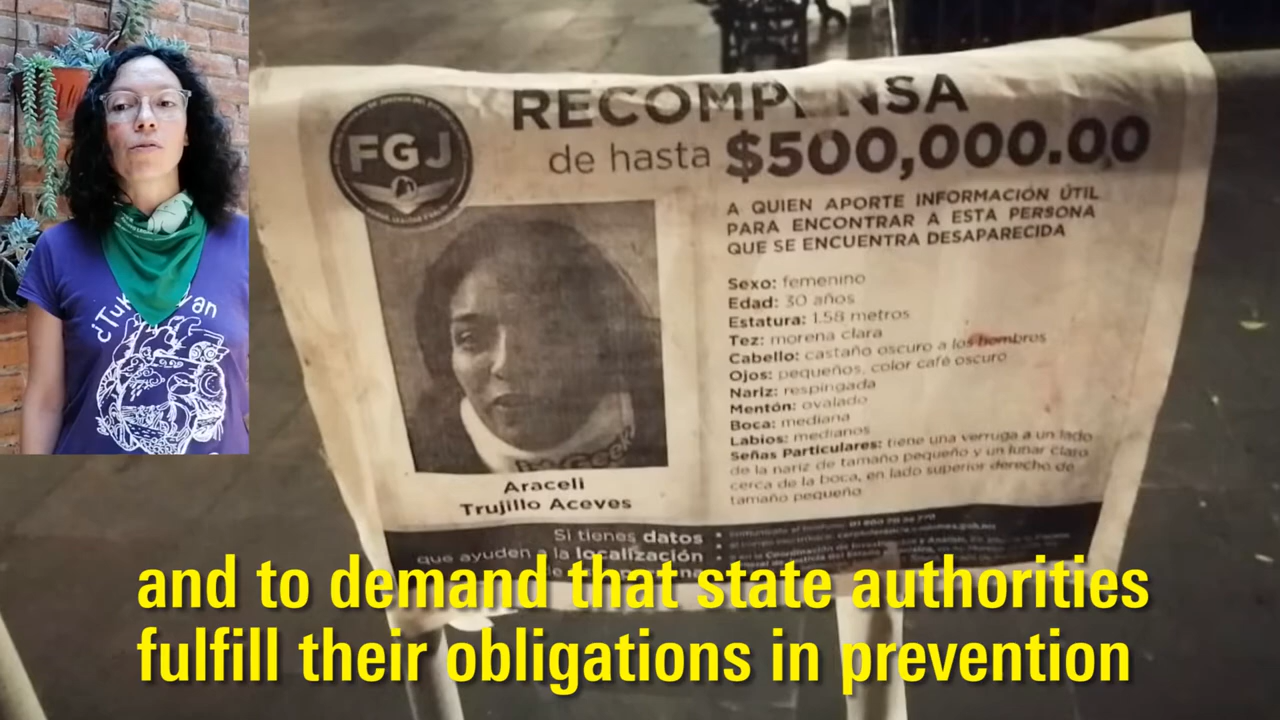 RECOMPENSA
de hasta $500,000.00
FGJ
A QUIEN APORTE INFORMACIÓN ÚTIL
PARA ENCONTRAR A ESTA PERSONA
QUE SE ENCUENTRA DESAPARECIDA
Sexo: femenino
Edad: 30 años
Estatura: 1.58 metros
Tez: morena clara
Cabello: castaño oscuro a los hombros
Ojos: pequeños, color café oscuro
Nariz: respingada
Mentón: ovalado
Boca: mediana
Labios: medianos
Señas Particulares: tiene una verruga a un lado
de la nariz de tamaño pequeño y un lunar claro
cerca de la boca, en lado superior derecho de
tamaño pequeño
Araceli
Trujillo Aceves
Si tienes datos
que ayuden a la localización
¿Tu
van
and to demand that state authorities
fulfill their obligations in prevention